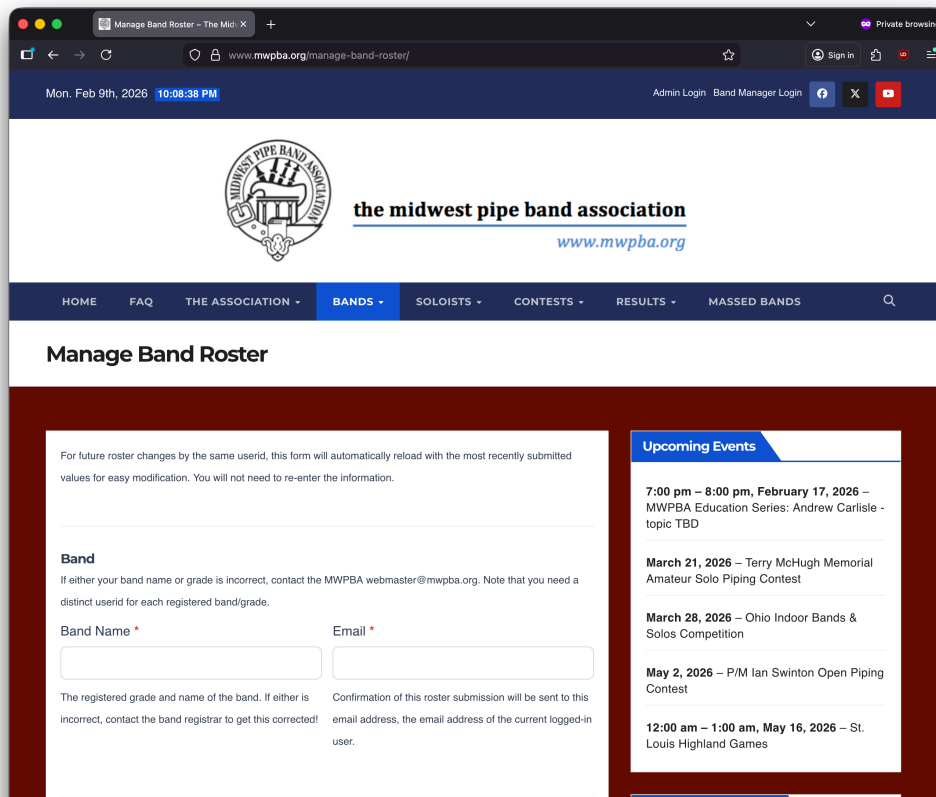 Manage Band Roster – The Mid
Private browsing
www.mwpba.org/manage-band-roster/
Sign in
Mon. Feb 9th, 2026 10:08:38 PM
Admin Login Band Manager Login
MIDWEST PIPE BAND ASSOCIATION
the midwest pipe band association
www.mwpba.org
HOME FAQ THE ASSOCIATION BANDS SOLOISTS CONTESTS RESULTS MASSED BANDS
Manage Band Roster
For future roster changes by the same userid, this form will automatically reload with the most recently submitted
values for easy modification. You will not need to re-enter the information.
Band
If either your band name or grade is incorrect, contact the MWPBA webmaster@mwpba.org. Note that you need a
distinct userid for each registered band/grade.
Band Name *
The registered grade and name of the band. If either is
incorrect, contact the band registrar to get this corrected!
Email *
Confirmation of this roster submission will be sent to this
email address, the email address of the current logged-in
user.
Upcoming Events
7:00 pm – 8:00 pm, February 17, 2026 –
MWPBA Education Series: Andrew Carlisle -
topic TBD
March 21, 2026 – Terry McHugh Memorial
Amateur Solo Piping Contest
March 28, 2026 – Ohio Indoor Bands &
Solos Competition
May 2, 2026 – P/M Ian Swinton Open Piping
Contest
12:00 am – 1:00 am, May 16, 2026 – St.
Louis Highland Games